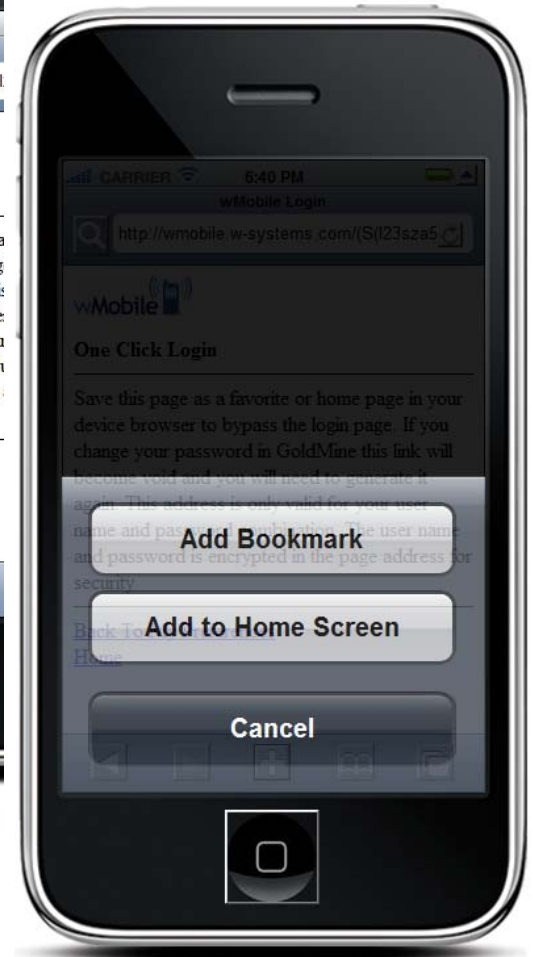 CARRIER 6:40 PM
wMobile Login
http://wmobile.w-systems.com/(S(l23sza5
wMobile
One Click Login
Save this page as a favorite or home page in your
device browser to bypass the login page. If you
change your password in GoldMine this link will
become void and you will need to generate it
again. This address is only valid for your user
name and password combination. The user name
and password is encrypted in the page address for
security
Add Bookmark
Add to Home Screen
Back To
Home
Cancel